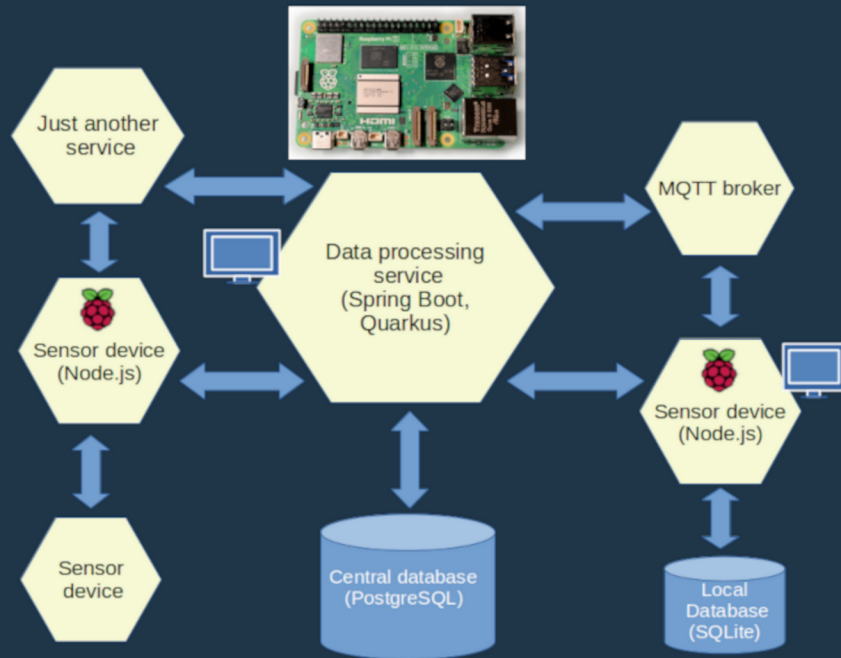 Just another
service
HDMI
MQTT broker
Data processing
service
(Spring Boot,
Quarkus)
Sensor device
(Node.js)
Sensor device
(Node.js)
Sensor
device
Central database
(PostgreSQL)
Local
Database
(SQLite)